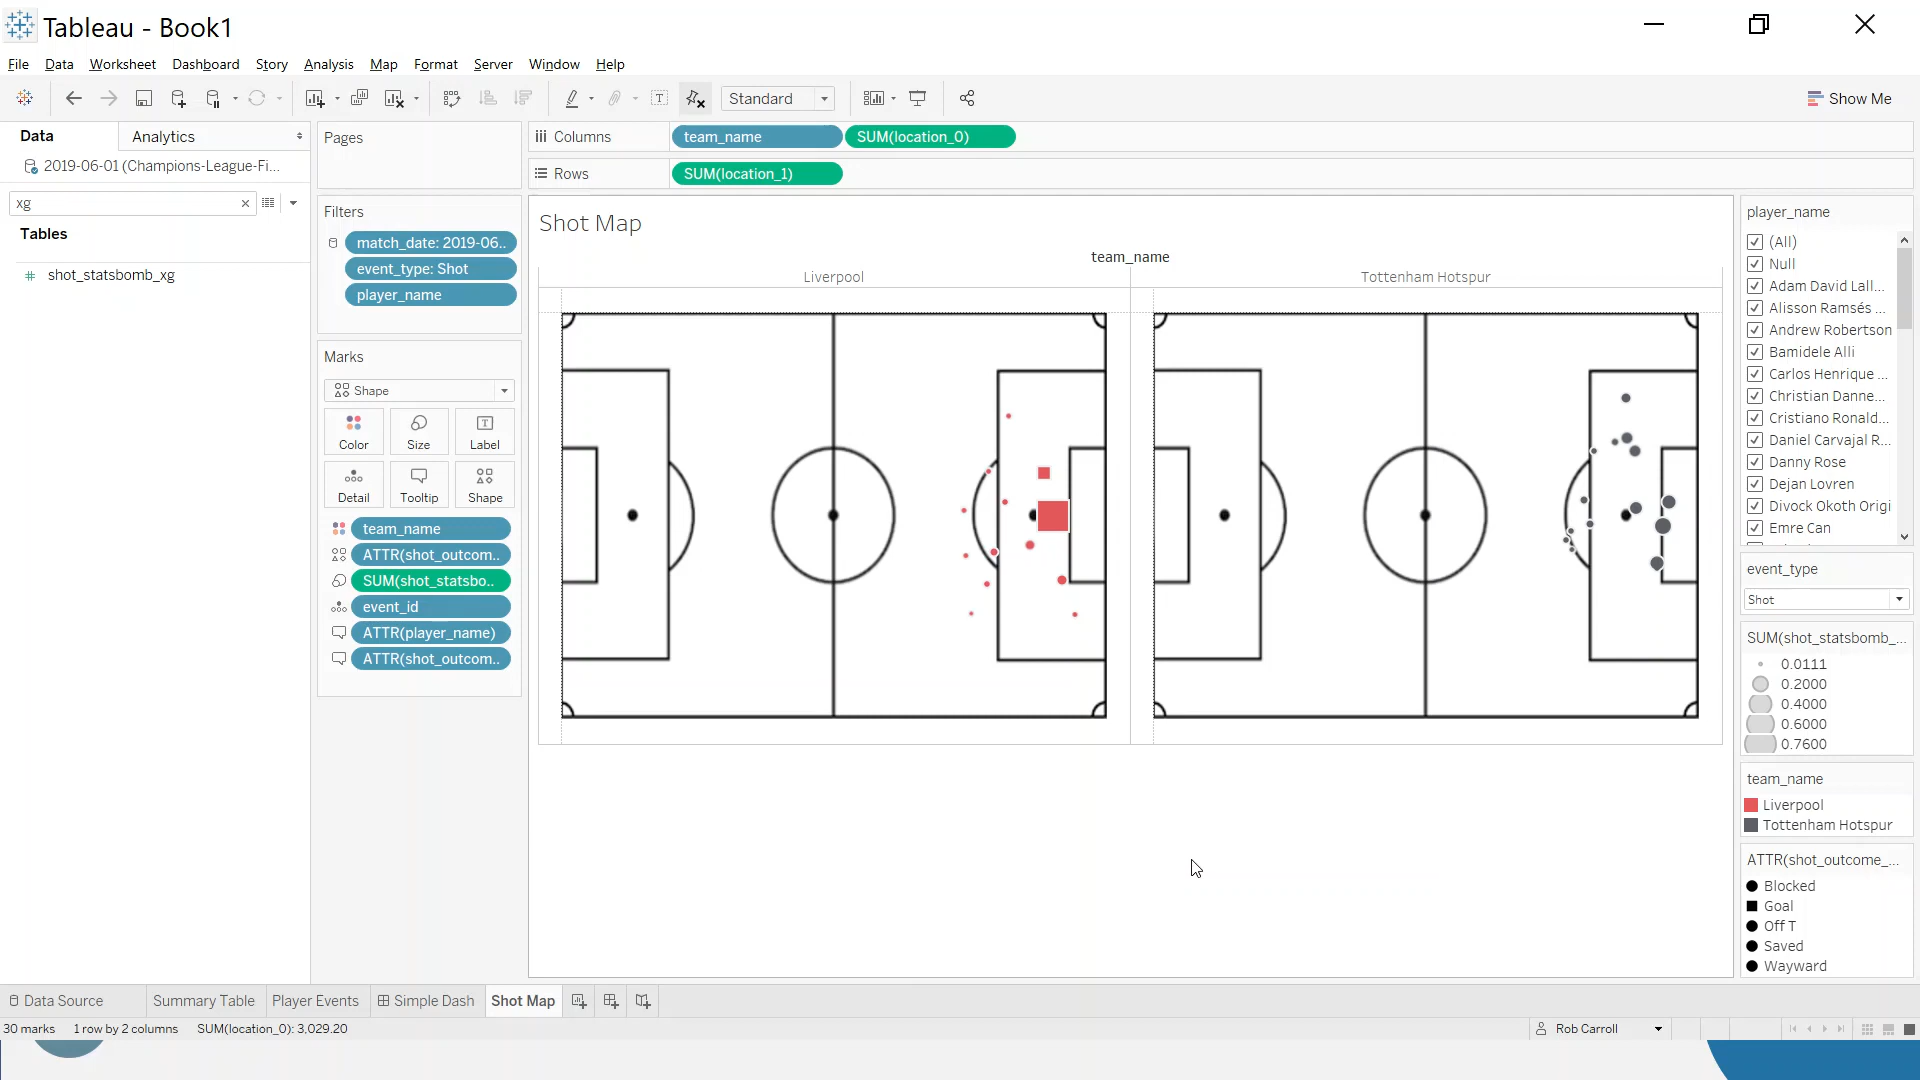 Tableau - Book1
File Data Worksheet Dashboard Story Analysis Map Format Server Window Help
Standard
Show Me
Data
Analytics
2019-06-01 (Champions-League-Fi...
xg
Tables
shot_statsbomb_xg
Pages
Filters
match_date: 2019-06..
event_type: Shot
player_name
Marks
Shape
Color
Size
Label
Detail
Tooltip
Shape
team_name
ATTR(shot_outcom..
SUM(shot_statsbo..
event_id
ATTR(player_name)
ATTR(shot_outcom..
Columns
team_name
SUM(location_0)
Rows
SUM(location_1)
Shot Map
team_name
Liverpool
Tottenham Hotspur
player_name
(All)
Null
Adam David Lall...
Alisson Ramsés ...
Andrew Robertson
Bamidele Alli
Carlos Henrique ...
Christian Danne...
Cristiano Ronald...
Daniel Carvajal R...
Danny Rose
Dejan Lovren
Divock Okoth Origi
Emre Can
event_type
Shot
SUM(shot_statsbomb_...
0.0111
0.2000
0.4000
0.6000
0.7600
team_name
Liverpool
Tottenham Hotspur
ATTR(shot_outcome_...
Blocked
Goal
Off T
Saved
Wayward
Data Source
Summary Table
Player Events
Simple Dash
Shot Map
30 marks
1 row by 2 columns
SUM(location_0): 3,029.20
Rob Carroll